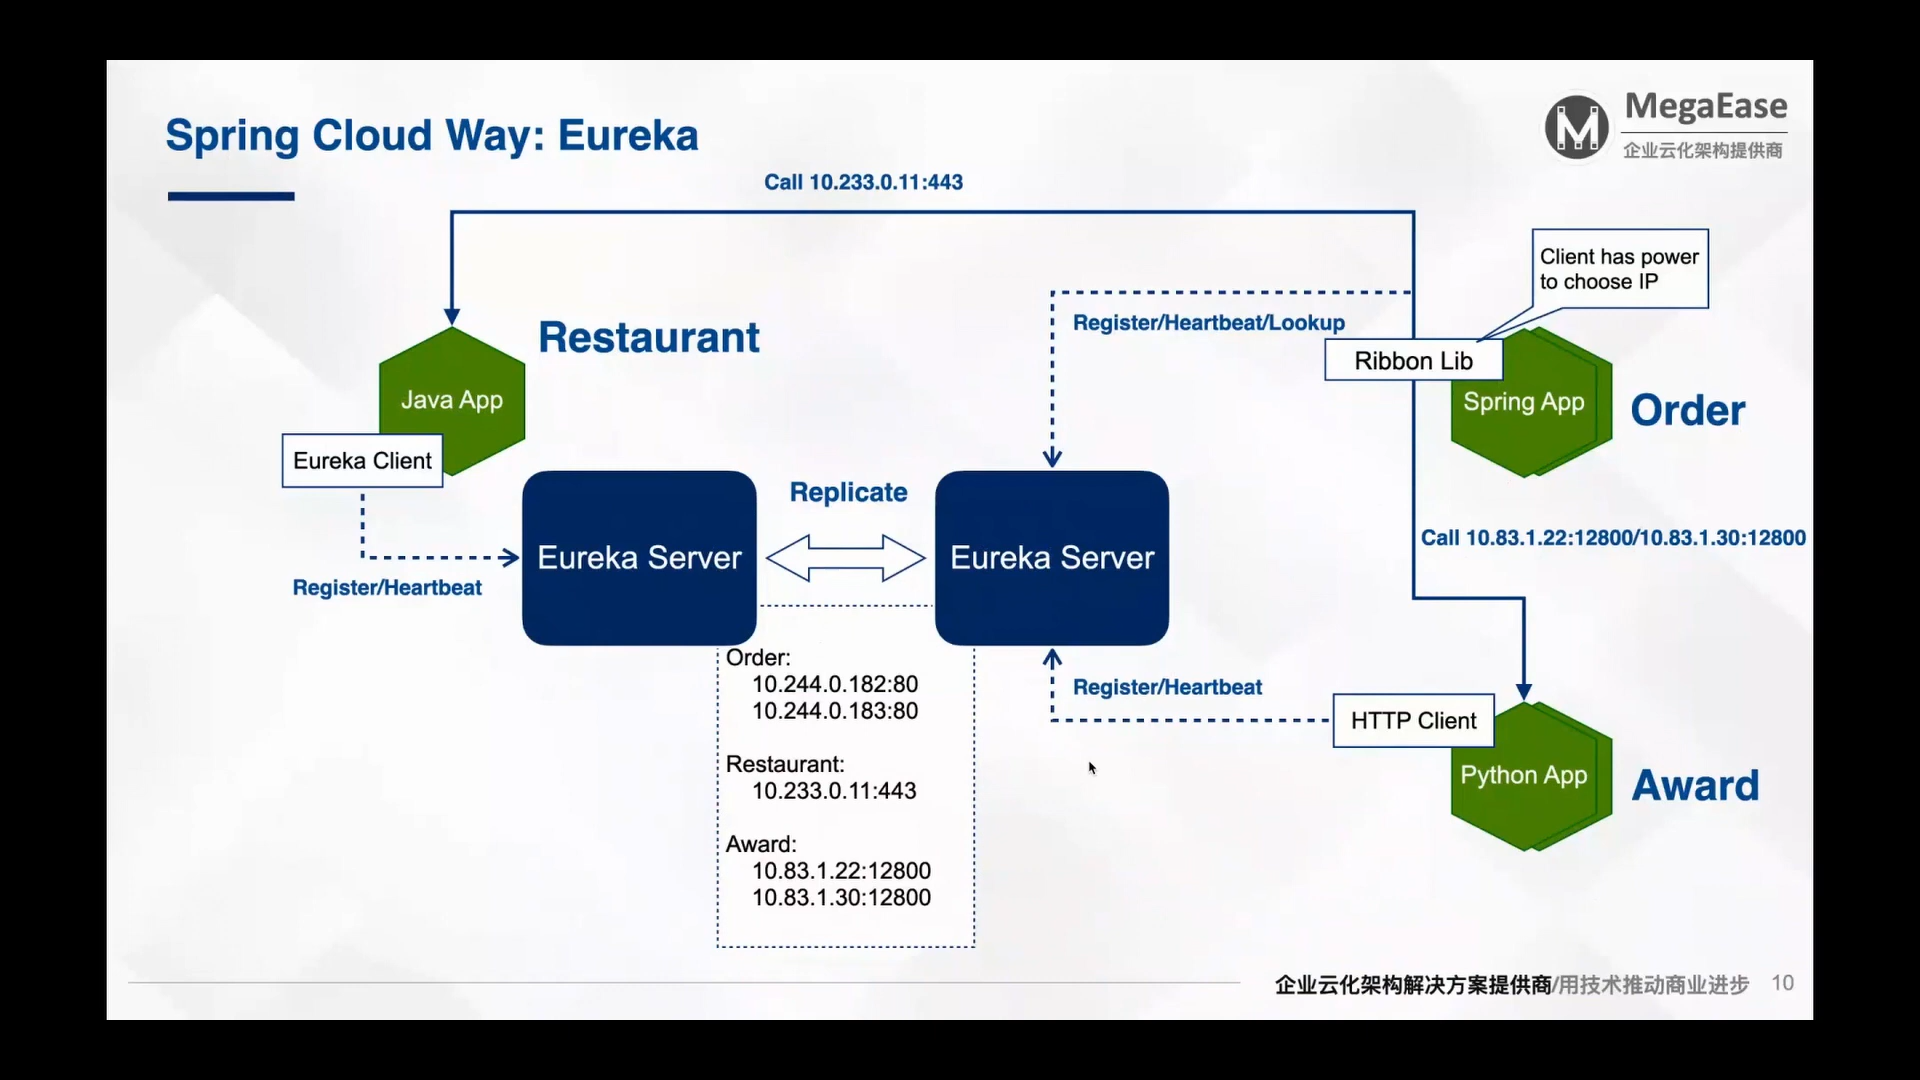 Spring Cloud Way: Eureka
MegaEase
企业云化架构提供商
Call 10.233.0.11:443
Client has power
to choose IP
Register/Heartbeat/Lookup
Restaurant
Ribbon Lib
Java App
Spring App
Order
Eureka Client
Replicate
Eureka Server
Eureka Server
Call 10.83.1.22:12800/10.83.1.30:12800
Register/Heartbeat
Order:
10.244.0.182:80
10.244.0.183:80
Restaurant:
10.233.0.11:443
Award:
10.83.1.22:12800
10.83.1.30:12800
Register/Heartbeat
HTTP Client
Python App
Award
企业云化架构解决方案提供商/用技术推动商业进步 10